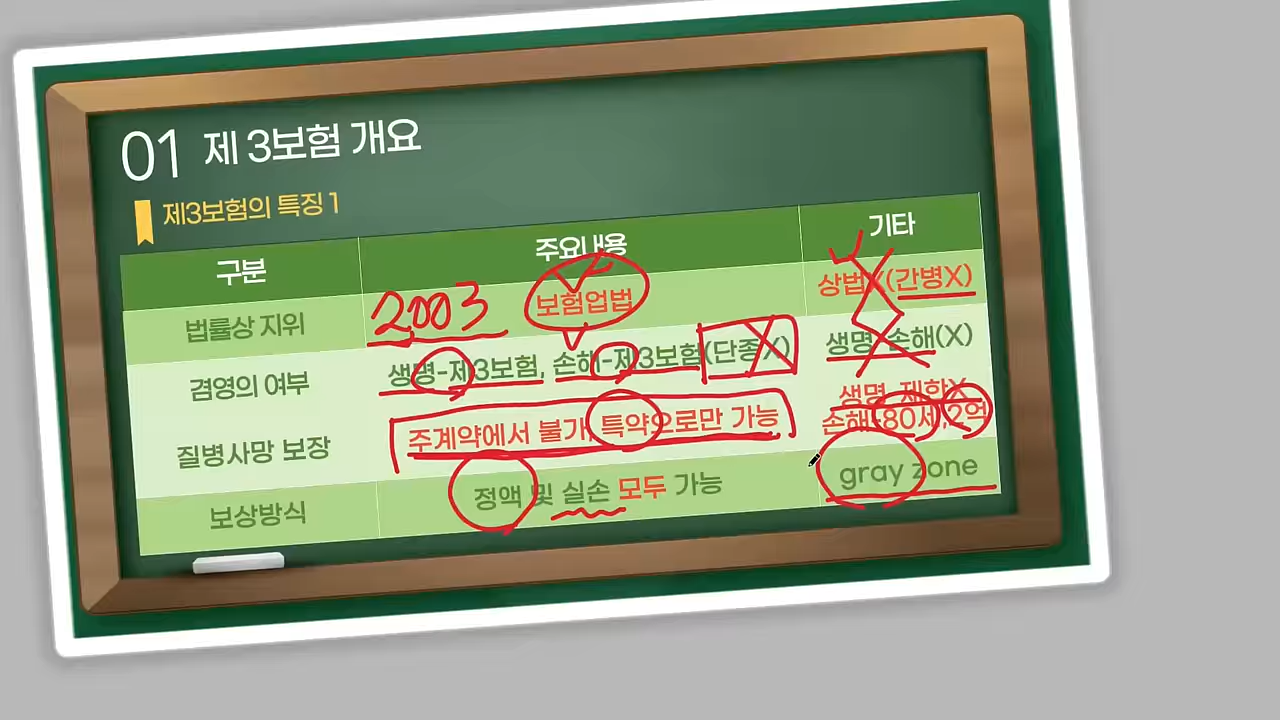 01 제 3보험 개요
제3보험의 특징 1
구분 주요내용 기타
법률상 지위 2003 보험업법 상법X(간병X)
겸영의 여부 생명-제3보험, 손해-제3보험(단종X) 생명-손해(X)
질병사망 보장 주계약에서 불가, 특약으로만 가능 생명-제한X
손해-80세,2억
보상방식 정액 및 실손 모두 가능 gray zone